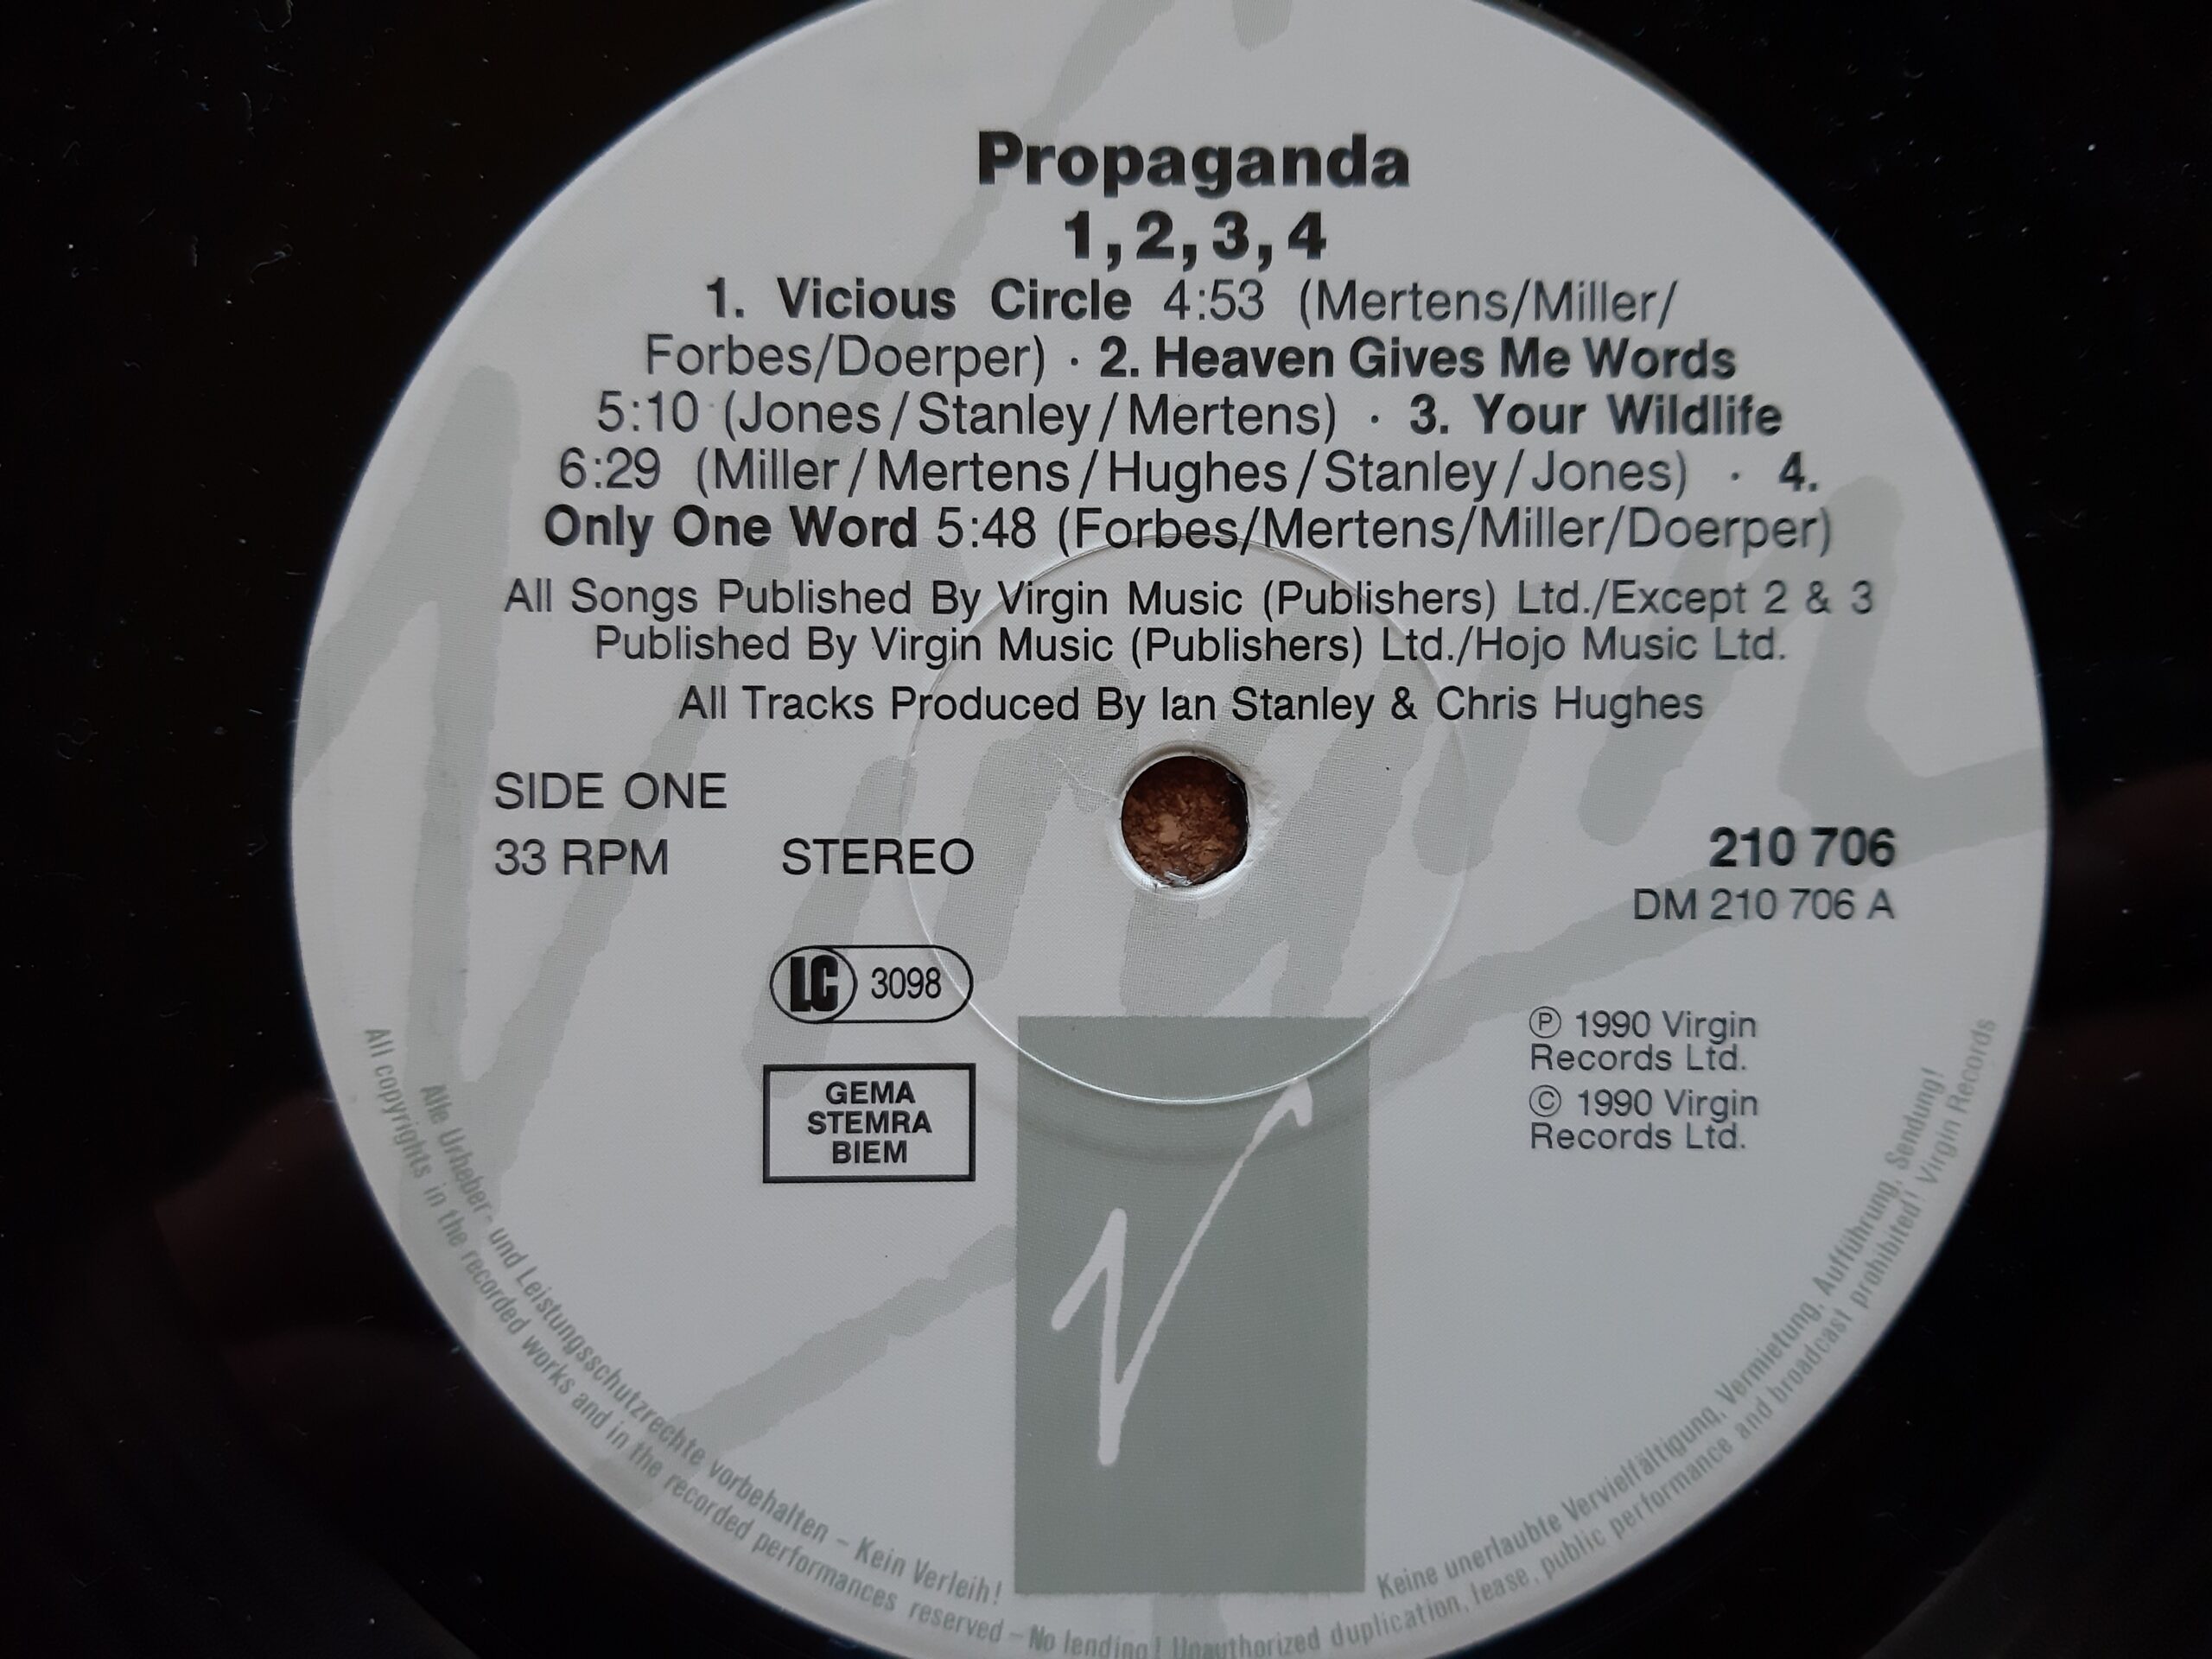 Propaganda
1, 2, 3, 4
1. Vicious Circle 4:53 (Mertens/Miller/
Forbes/Doerper) · 2. Heaven Gives Me Words
5:10 (Jones/Stanley/Mertens) · 3. Your Wildlife
6:29 (Miller/Mertens/Hughes/Stanley/Jones) · 4.
Only One Word 5:48 (Forbes/Mertens/Miller/Doerper)
All Songs Published By Virgin Music (Publishers) Ltd./Except 2 & 3
Published By Virgin Music (Publishers) Ltd./Hojo Music Ltd.
All Tracks Produced By Ian Stanley & Chris Hughes
SIDE ONE
33 RPM STEREO
210 706
DM 210 706 A
LC 3098
GEMA
STEMRA
BIEM
℗ 1990 Virgin
Records Ltd.
© 1990 Virgin
Records Ltd.
Virgin
V
Alle Urheber- und Leistungsschutzrechte vorbehalten – Kein Verleih! Keine unerlaubte Vervielfältigung, Vermietung, Aufführung, Sendung!
All copyrights in the recorded works and in the recorded performances reserved – No lending! Unauthorized duplication, lease, public performance and broadcast prohibited! Virgin Records